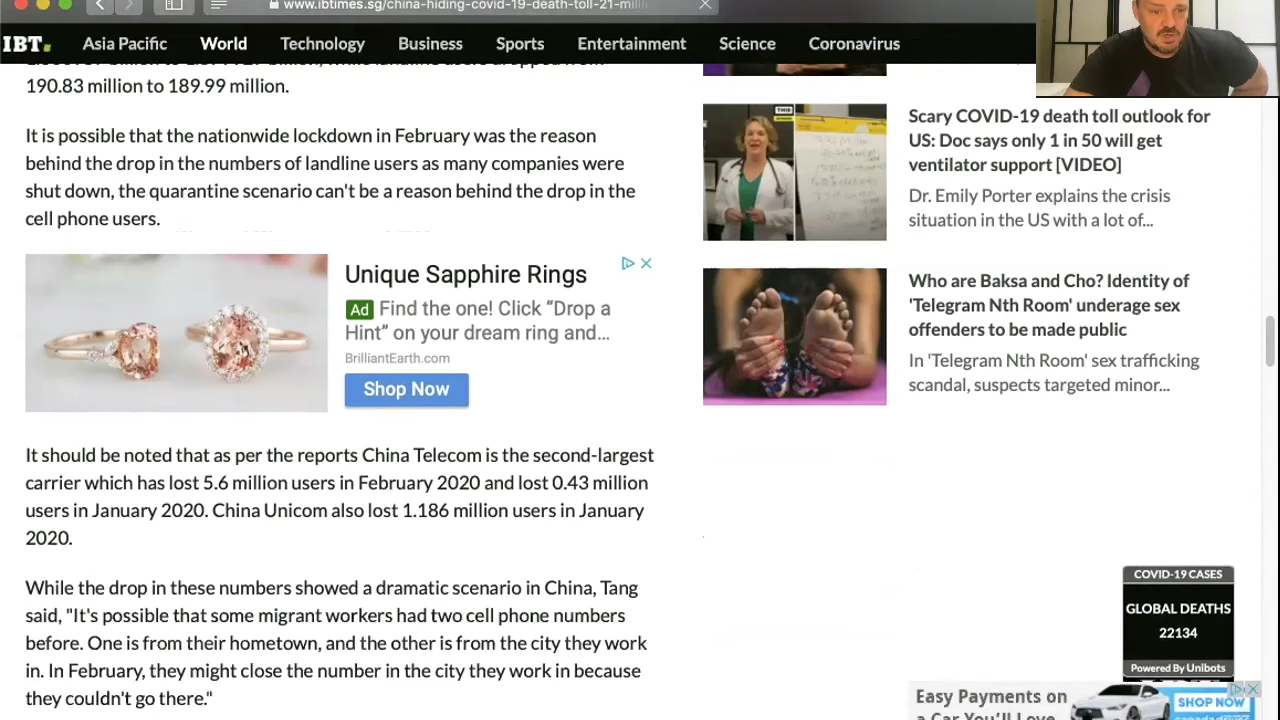 www.ibtimes.sg/china-hiding-covid-19-death-toll-21-milli
IBT. Asia Pacific World Technology Business Sports Entertainment Science Coronavirus
190.83 million to 189.99 million.
It is possible that the nationwide lockdown in February was the reason
behind the drop in the numbers of landline users as many companies were
shut down, the quarantine scenario can't be a reason behind the drop in the
cell phone users.
Unique Sapphire Rings
Ad Find the one! Click “Drop a
Hint” on your dream ring and...
BrilliantEarth.com
Shop Now
It should be noted that as per the reports China Telecom is the second-largest
carrier which has lost 5.6 million users in February 2020 and lost 0.43 million
users in January 2020. China Unicom also lost 1.186 million users in January
2020.
While the drop in these numbers showed a dramatic scenario in China, Tang
said, "It's possible that some migrant workers had two cell phone numbers
before. One is from their hometown, and the other is from the city they work
in. In February, they might close the number in the city they work in because
they couldn't go there."
Scary COVID-19 death toll outlook for
US: Doc says only 1 in 50 will get
ventilator support [VIDEO]
Dr. Emily Porter explains the crisis
situation in the US with a lot of...
Who are Baksa and Cho? Identity of
'Telegram Nth Room' underage sex
offenders to be made public
In 'Telegram Nth Room' sex trafficking
scandal, suspects targeted minor...
COVID-19 CASES
GLOBAL DEATHS
22134
Powered By Unibots
Easy Payments on
a Car You'll Love
SHOP NOW